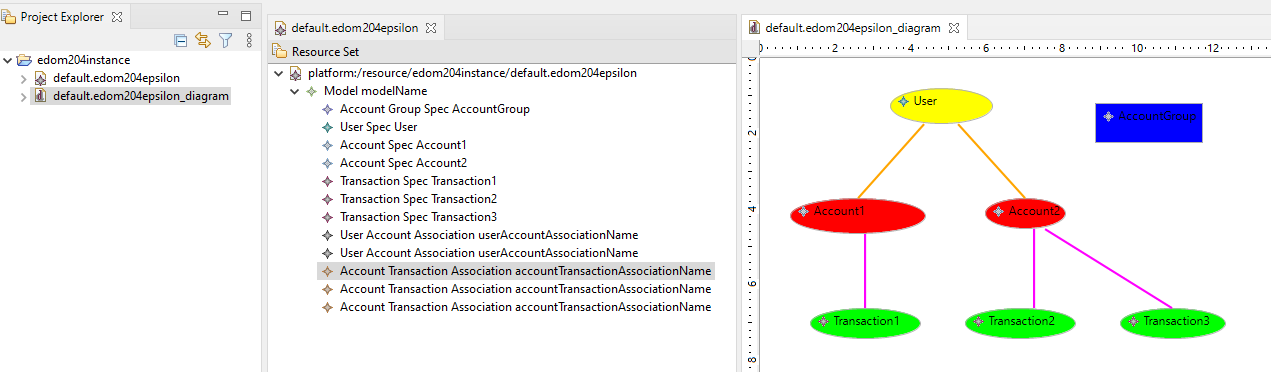 Project Explorer
edom204instance
default.edom204epsilon
default.edom204epsilon_diagram
default.edom204epsilon
Resource Set
platform:/resource/edom204instance/default.edom204epsilon
Model modelName
Account Group Spec AccountGroup
User Spec User
Account Spec Account1
Account Spec Account2
Transaction Spec Transaction1
Transaction Spec Transaction2
Transaction Spec Transaction3
User Account Association userAccountAssociationName
User Account Association userAccountAssociationName
Account Transaction Association accountTransactionAssociationName
Account Transaction Association accountTransactionAssociationName
Account Transaction Association accountTransactionAssociationName
default.edom204epsilon_diagram
0 2 4 6 8 10 12
0
2
4
6
8
User
AccountGroup
Account1
Account2
Transaction1
Transaction2
Transaction3